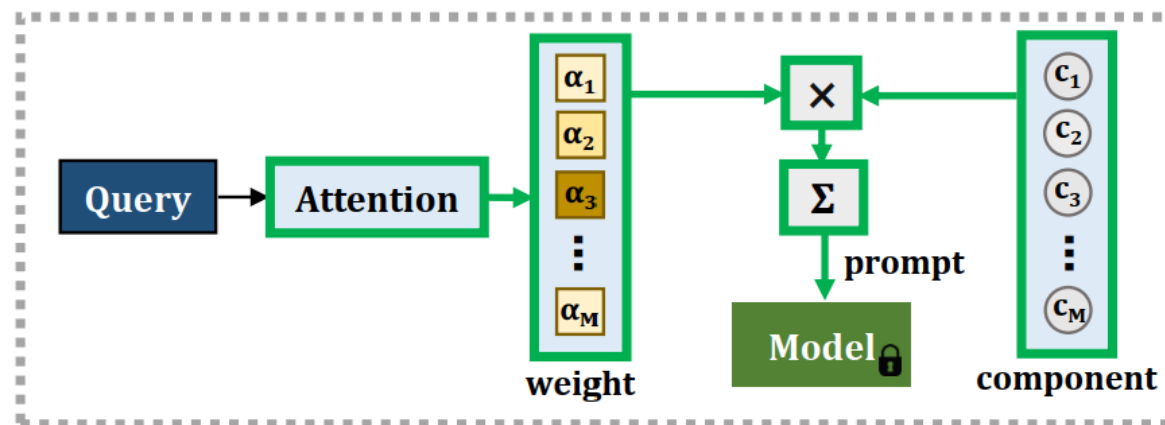 Query
Attention
α1
α2
α3
⋮
αM
weight
×
Σ
prompt
Model
c1
c2
c3
⋮
cM
component